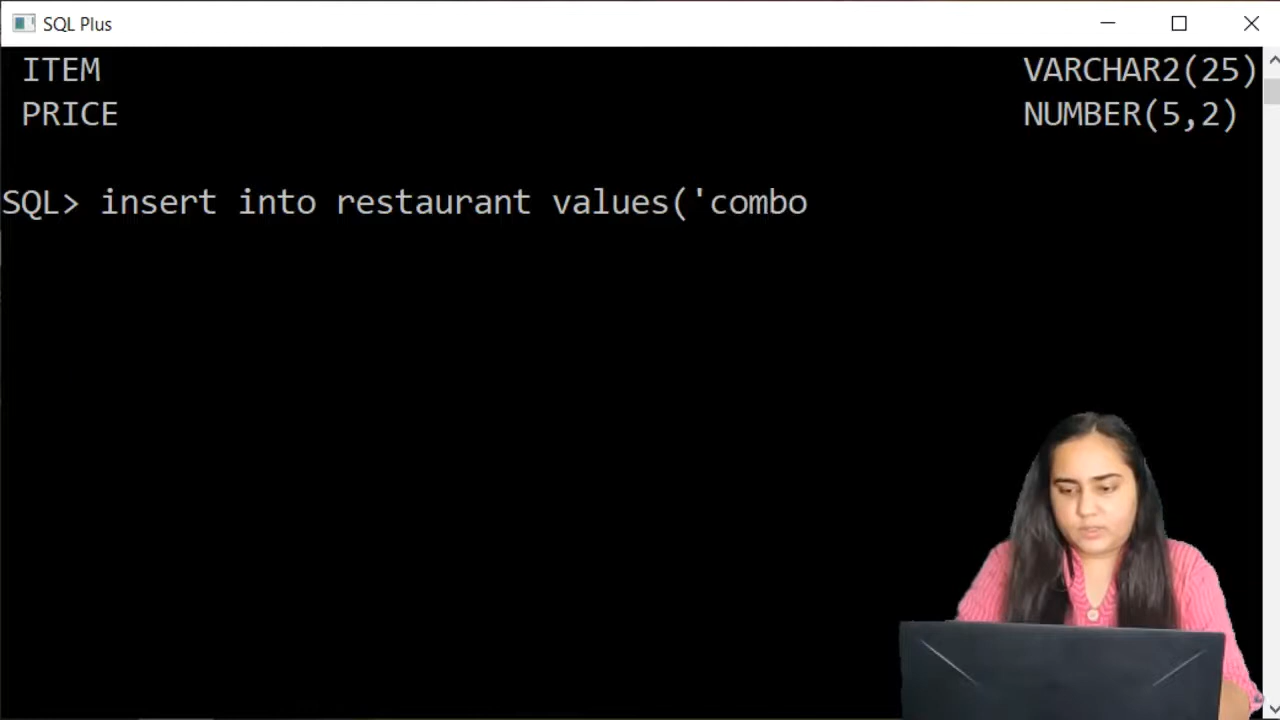 SQL Plus
ITEM VARCHAR2(25)
PRICE NUMBER(5,2)
SQL> insert into restaurant values('combo